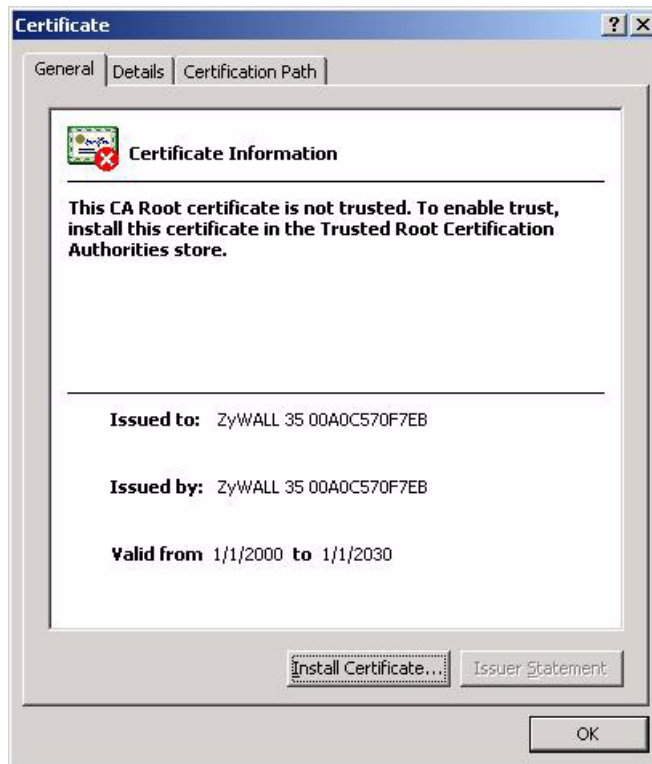 Certificate
General Details Certification Path
Certificate Information
This CA Root certificate is not trusted. To enable trust,
install this certificate in the Trusted Root Certification
Authorities store.
Issued to: ZyWALL 35 00A0C570F7EB
Issued by: ZyWALL 35 00A0C570F7EB
Valid from 1/1/2000 to 1/1/2030
Install Certificate... Issuer Statement
OK